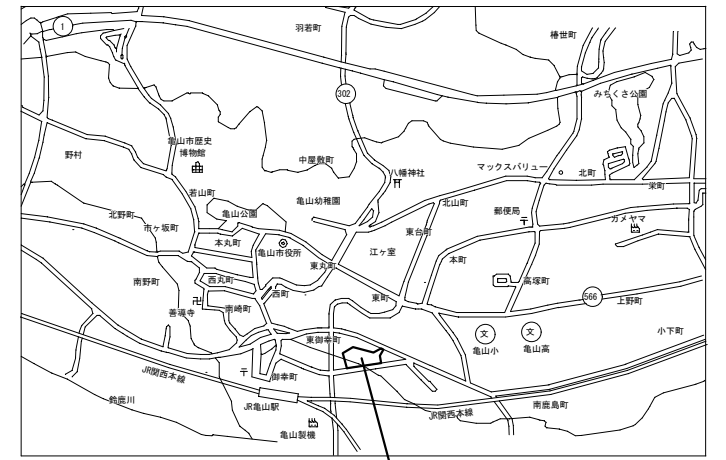 羽若町
椿世町
1
みちくさ公園
302
亀山市歴史
博物館
野村
中屋敷町
八幡神社
マックスバリュー
北町
栄町
若山町
亀山幼稚園
北山町
郵便局
カメヤマ
北野町
亀山公園
市ヶ坂町
東台町
本丸町
亀山市役所
江ヶ室
本町
東丸町
南野町
西丸町
高塚町
西町
東町
566
上野町
善導寺
南崎町
文
文
小下町
東御幸町
亀山小
亀山高
JR関西本線
御幸町
鈴鹿川
JR亀山駅
JR関西本線
南鹿島町
亀山製機